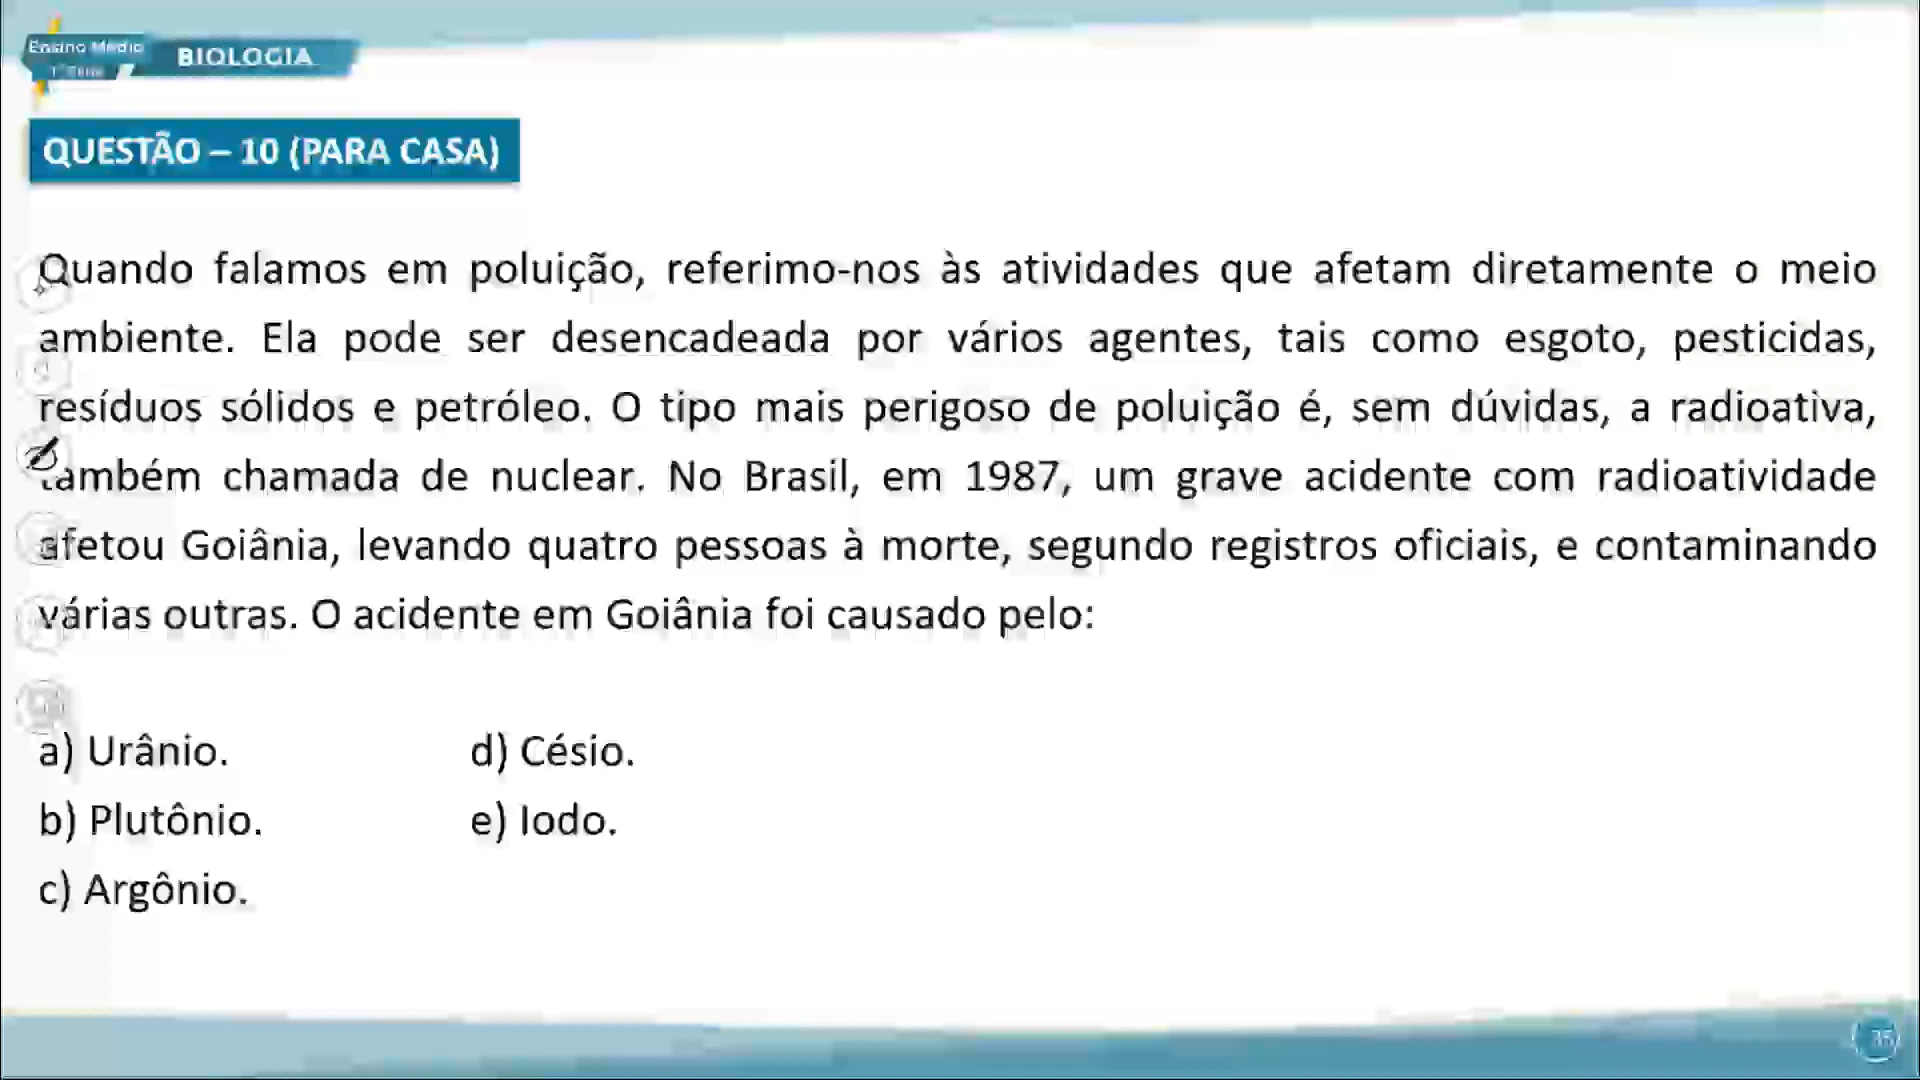 Ensino Médio
BIOLOGIA
QUESTÃO – 10 (PARA CASA)
Quando falamos em poluição, referimo-nos às atividades que afetam diretamente o meio
ambiente. Ela pode ser desencadeada por vários agentes, tais como esgoto, pesticidas,
resíduos sólidos e petróleo. O tipo mais perigoso de poluição é, sem dúvidas, a radioativa,
também chamada de nuclear. No Brasil, em 1987, um grave acidente com radioatividade
afetou Goiânia, levando quatro pessoas à morte, segundo registros oficiais, e contaminando
várias outras. O acidente em Goiânia foi causado pelo:
a) Urânio. d) Césio.
b) Plutônio. e) Iodo.
c) Argônio.